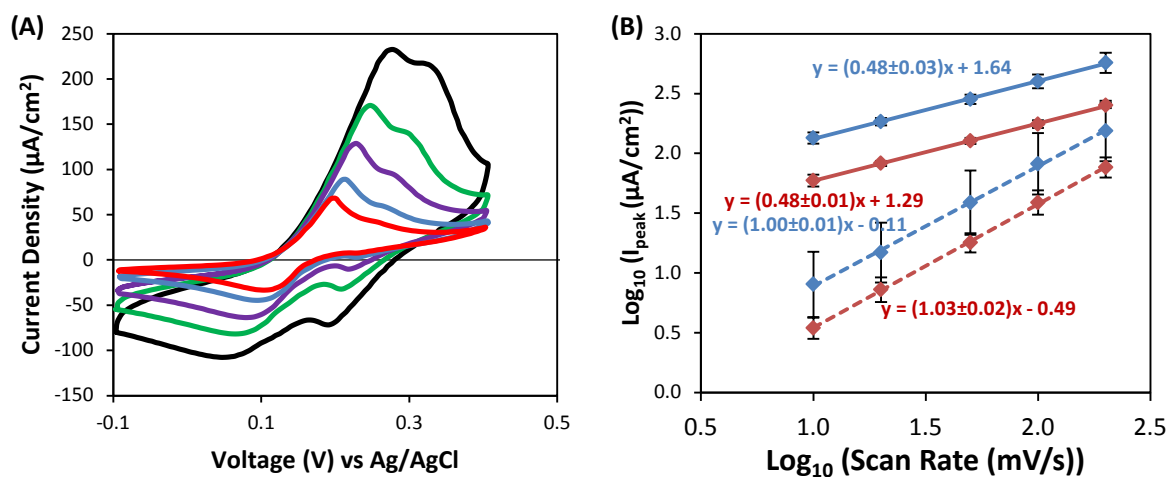 (A)
250
200
150
100
50
0
-50
-100
-150
-0.1
0.1
0.3
0.5
Current Density (µA/cm²)
Voltage (V) vs Ag/AgCl
(B)
3.0
2.5
2.0
1.5
1.0
0.5
0.0
0.5
1.0
1.5
2.0
2.5
Log₁₀ (I_peak (µA/cm²))
Log₁₀ (Scan Rate (mV/s))
y = (0.48±0.03)x + 1.64
y = (0.48±0.01)x + 1.29
y = (1.00±0.01)x - 0.11
y = (1.03±0.02)x - 0.49